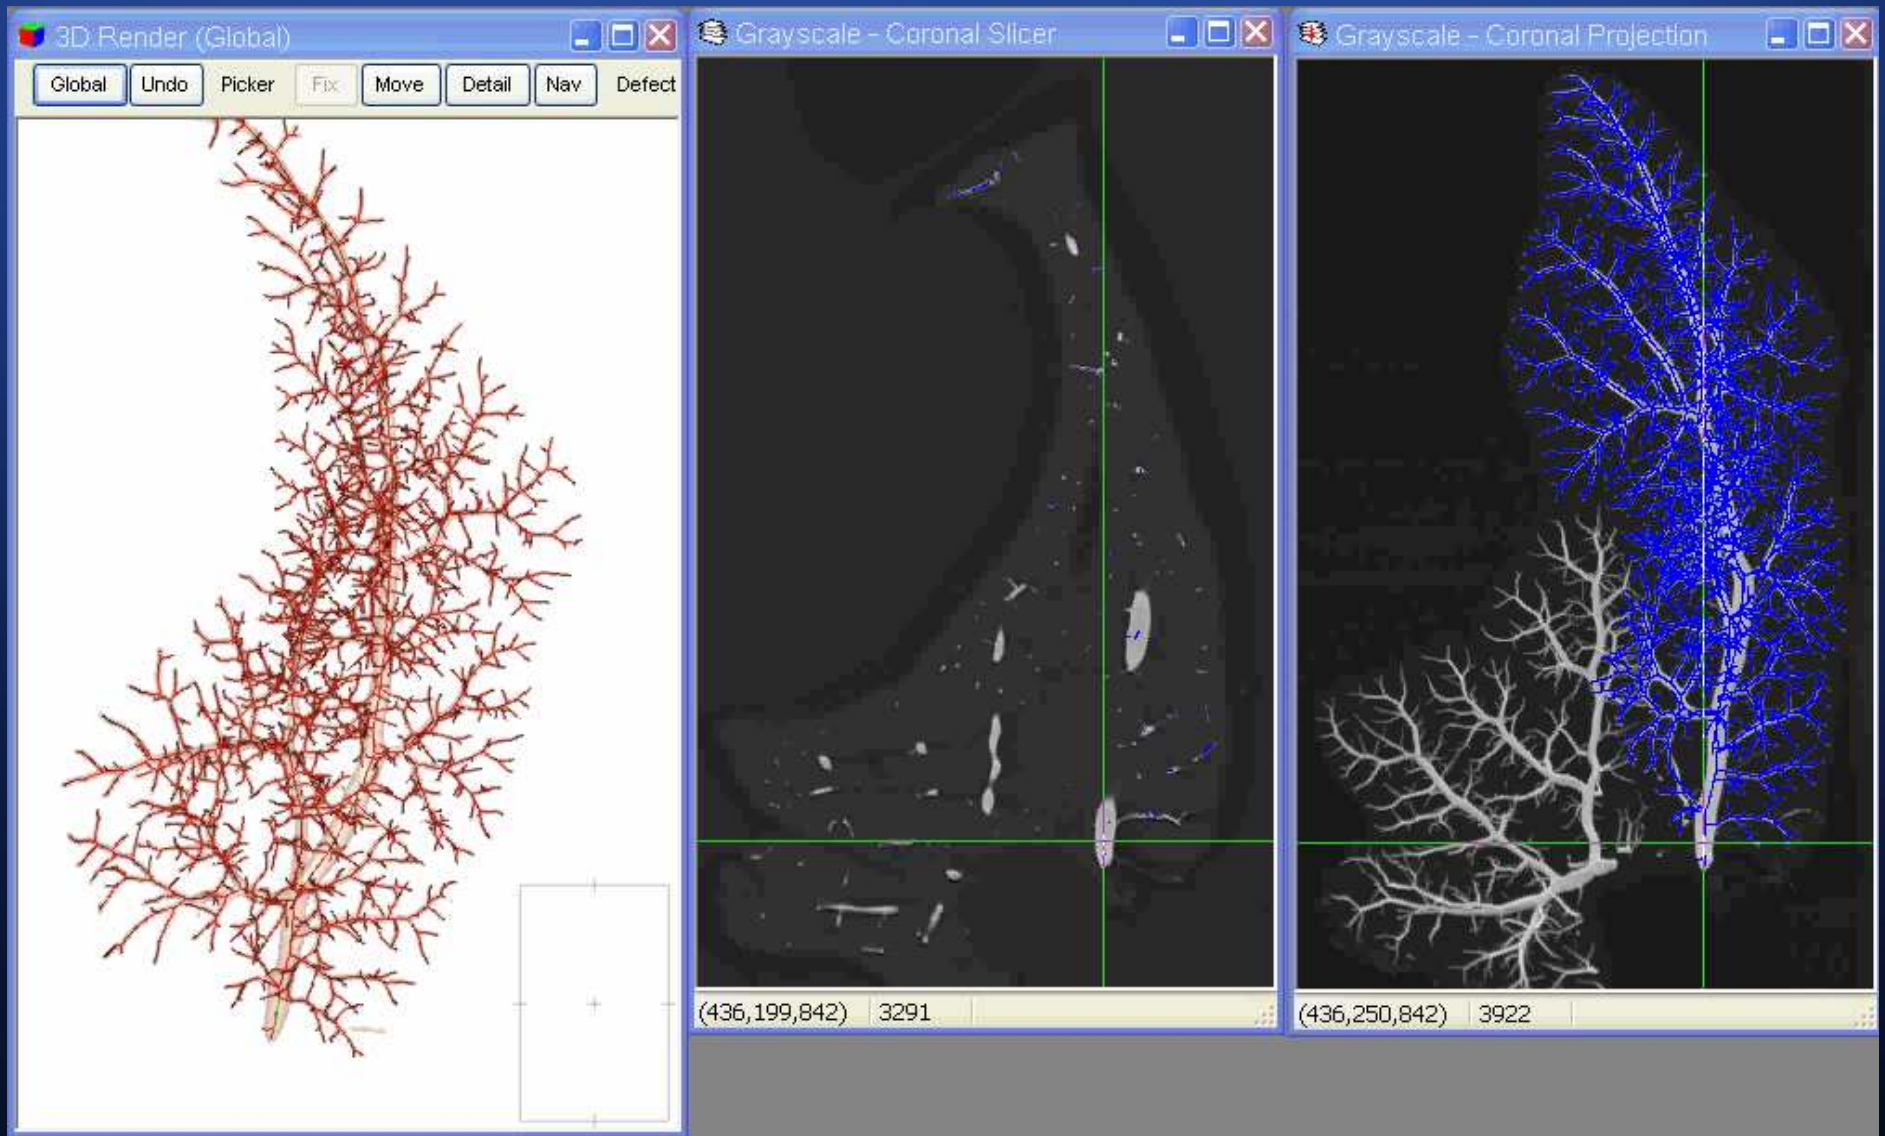 3D Render (Global)
Global Undo Picker Fix Move Detail Nav Defect
Grayscale - Coronal Slicer
(436,199,842) 3291
Grayscale - Coronal Projection
(436,250,842) 3922